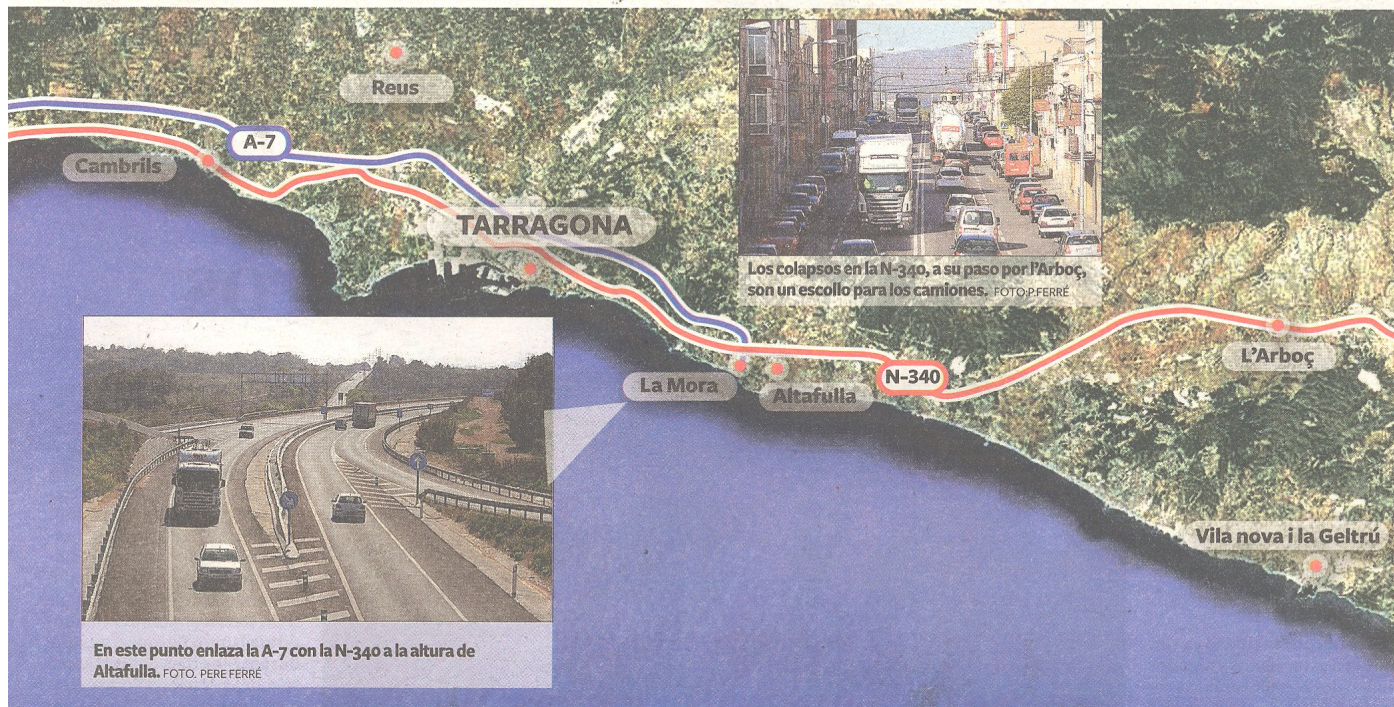 Reus
A-7
Cambrils
TARRAGONA
Los colapsos en la N-340, a su paso por l'Arboç,
son un escollo para los camiones. FOTO:P.FERRÉ
L'Arboç
La Mora
N-340
Altafulla
Vila nova i la Geltrú
En este punto enlaza la A-7 con la N-340 a la altura de
Altafulla. FOTO. PERE FERRÉ